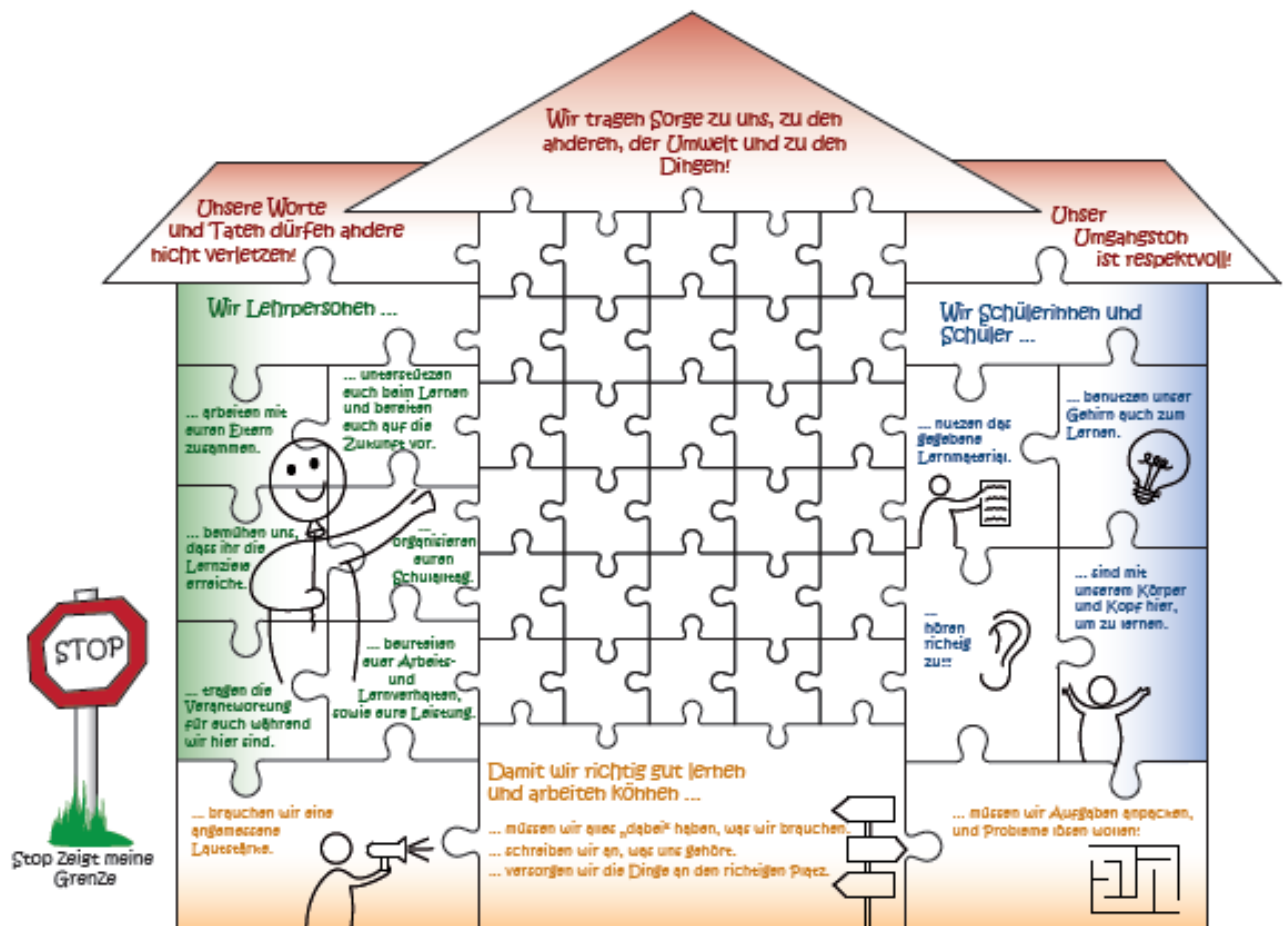 Wir tragen Sorge zu uns, zu den
anderen, der Umwelt und zu den
Dingen!
Unsere Worte
und Taten dürfen andere
nicht verletzen!
Unser
Umgangston
ist respektvoll!
Wir Lehrpersonen ...
... arbeiten mit
euren Eltern
zusammen.
... unterstützen
euch beim Lernen
und bereiten
euch auf die
Zukunft vor.
... bemühen uns,
dass ihr die
Lernziele
erreicht.
...
organisieren
euren
Schulalltag.
... tragen die
Verantwortung
für euch während
wir hier sind.
... beurteilen
euer Arbeits-
und
Lernverhalten,
sowie eure Leistung.
Wir Schülerinnen und
Schüler ...
... nutzen das
gegebene
Lernmaterial.
... benutzen unser
Gehirn auch zum
Lernen.
...
hören
richtig
zu!!
... sind mit
unserem Körper
und Kopf hier,
um zu lernen.
STOP
Stop zeigt meine
Grenze
... brauchen wir eine
angemessene
Lautstärke.
Damit wir richtig gut lernen
und arbeiten können ...
... müssen wir alles „dabei“ haben, was wir brauchen.
... schreiben wir an, was uns gehört.
... versorgen wir die Dinge an den richtigen Platz.
... müssen wir Aufgaben anpacken,
und Probleme lösen wollen!